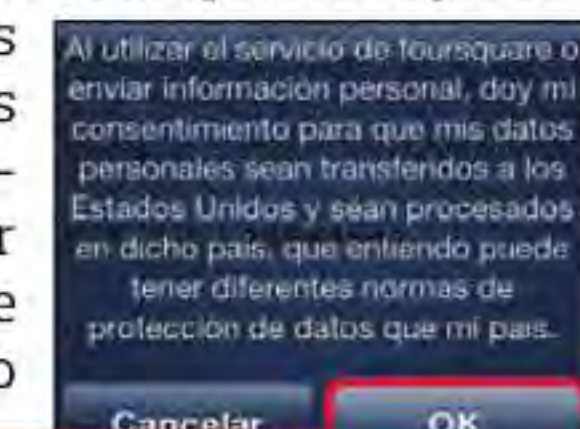 Al utilizar el servicio de foursquare o
enviar información personal, doy mi
consentimiento para que mis datos
personales sean transferidos a los
Estados Unidos y sean procesados
en dicho país, que entiendo puede
tener diferentes normas de
protección de datos que mi país.
Cancelar OK